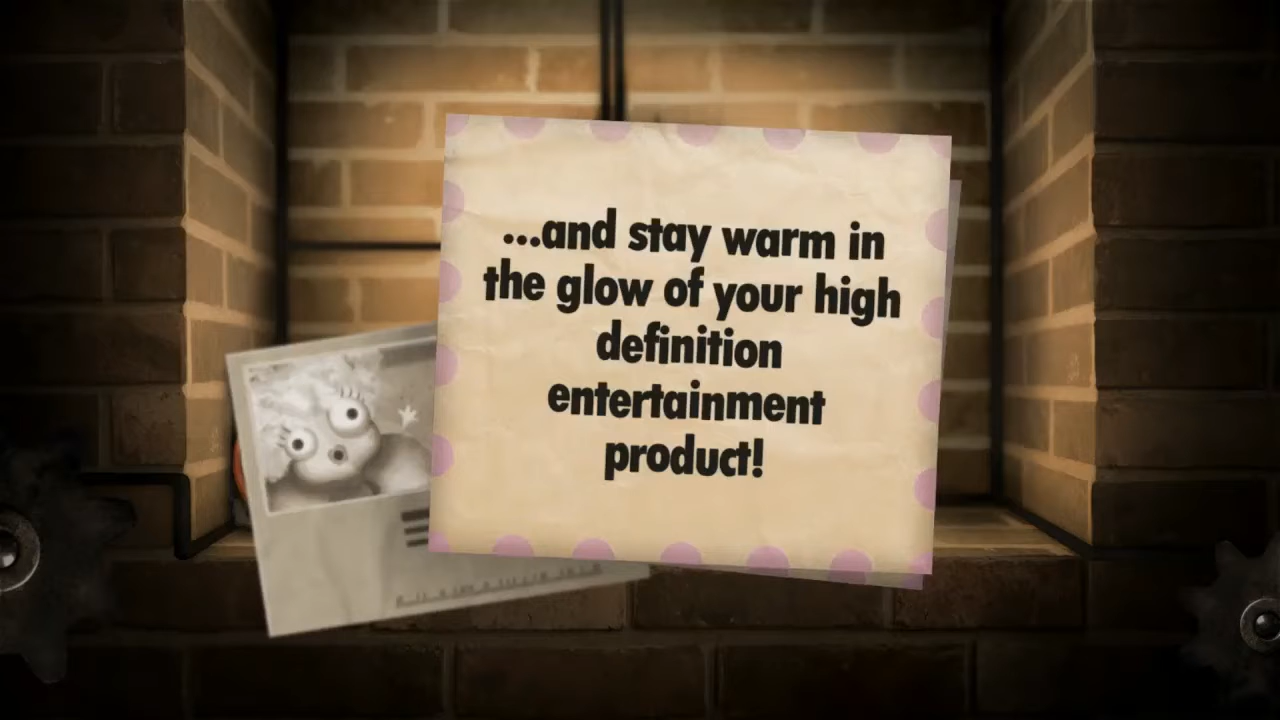 ...and stay warm in
the glow of your high
definition
entertainment
product!